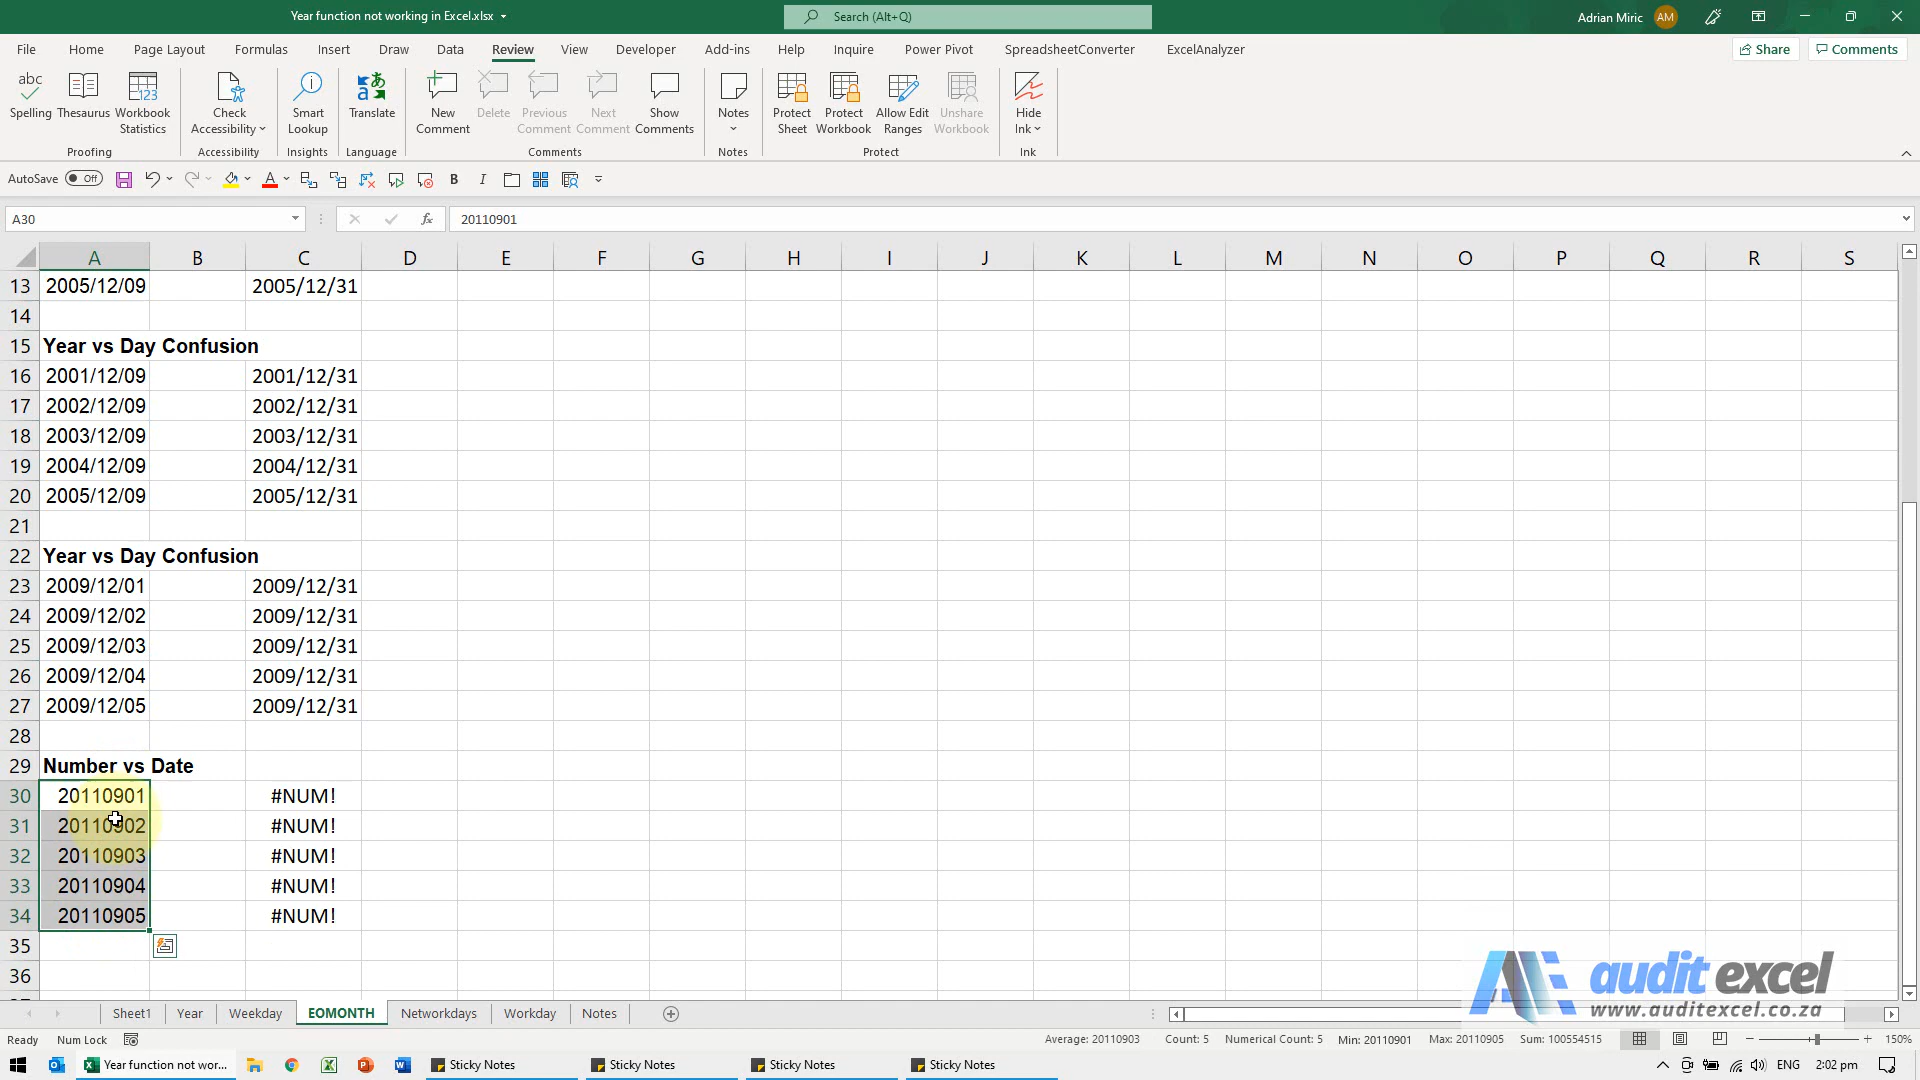 Year function not working in Excel.xlsx
Search (Alt+Q)
Adrian Miric
AM
File Home Page Layout Formulas Insert Draw Data Review View Developer Add-ins Help Inquire Power Pivot SpreadsheetConverter ExcelAnalyzer
Share Comments
abc
Spelling Thesaurus Workbook Statistics Check Accessibility Smart Lookup Translate New Comment Delete Previous Comment Next Comment Show Comments Notes Protect Sheet Protect Workbook Allow Edit Ranges Unshare Workbook Hide Ink
Proofing Accessibility Insights Language Comments Notes Protect Ink
AutoSave Off B I
A30 fx 20110901
A B C D E F G H I J K L M N O P Q R S
13 2005/12/09 2005/12/31
14
15 Year vs Day Confusion
16 2001/12/09 2001/12/31
17 2002/12/09 2002/12/31
18 2003/12/09 2003/12/31
19 2004/12/09 2004/12/31
20 2005/12/09 2005/12/31
21
22 Year vs Day Confusion
23 2009/12/01 2009/12/31
24 2009/12/02 2009/12/31
25 2009/12/03 2009/12/31
26 2009/12/04 2009/12/31
27 2009/12/05 2009/12/31
28
29 Number vs Date
30 20110901 #NUM!
31 20110902 #NUM!
32 20110903 #NUM!
33 20110904 #NUM!
34 20110905 #NUM!
35
36
audit excel
www.auditexcel.co.za
Sheet1 Year Weekday EOMONTH Networkdays Workday Notes
Ready Num Lock Average: 20110903 Count: 5 Numerical Count: 5 Min: 20110901 Max: 20110905 Sum: 100554515 150%
Year function not wor... Sticky Notes Sticky Notes Sticky Notes Sticky Notes ENG 2:02 pm